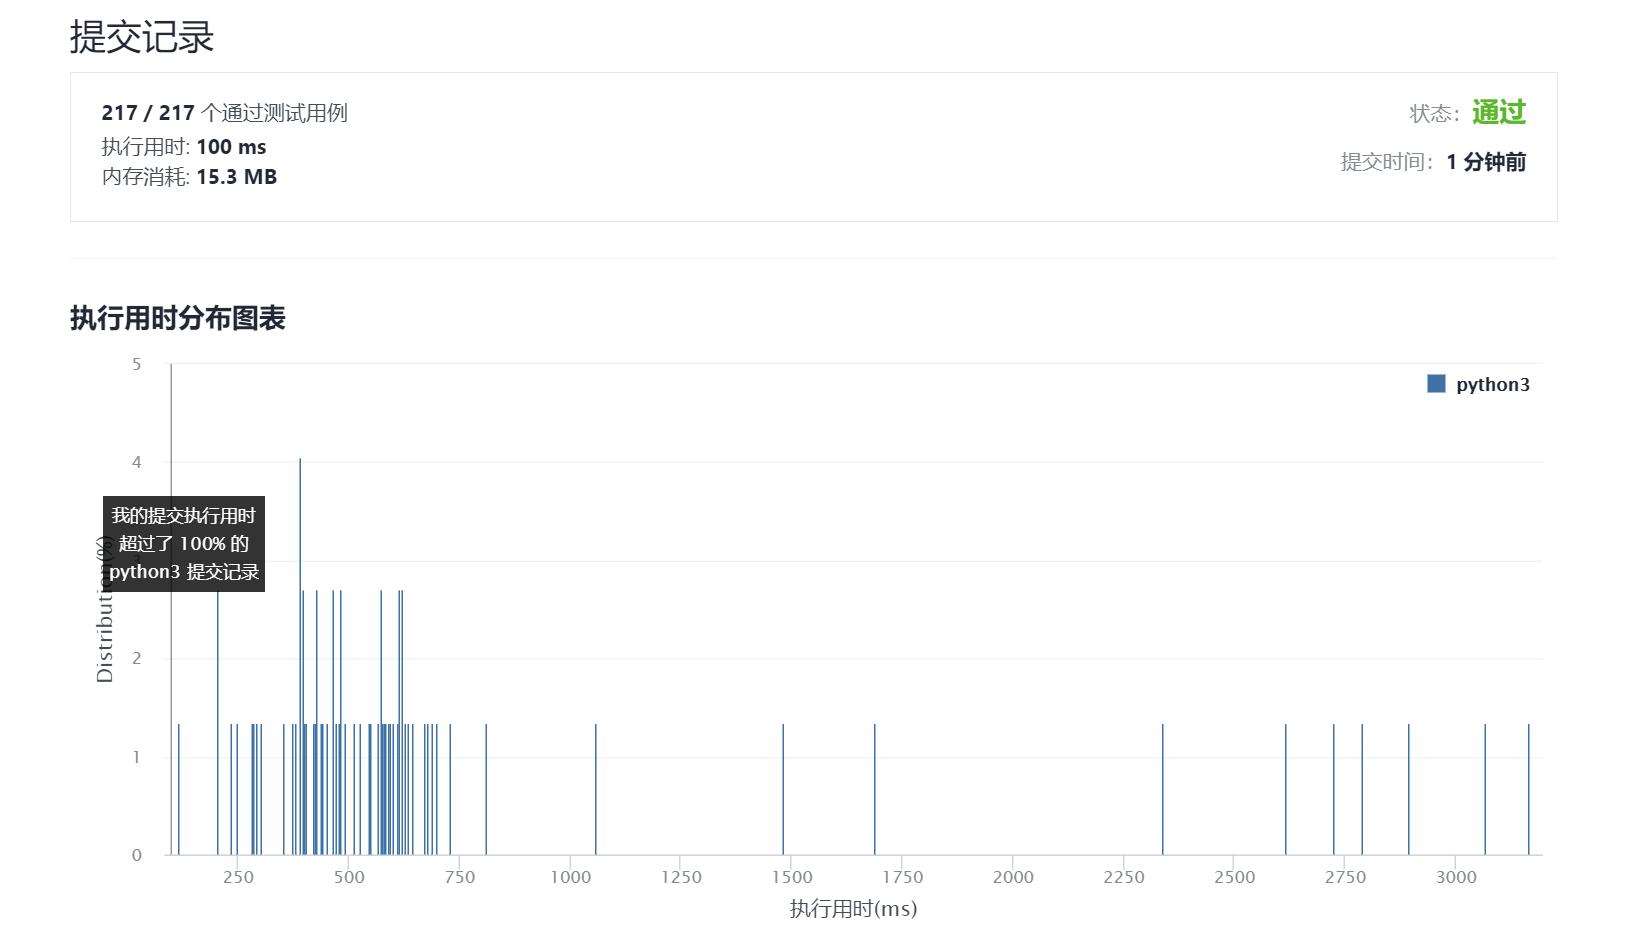 提交记录
217 / 217 个通过测试用例
状态：通过
执行用时: 100 ms
提交时间：1 分钟前
内存消耗: 15.3 MB
执行用时分布图表
5
python3
4
我的提交执行用时
超过了 100% 的
python3 提交记录
3
Distribution(%)
2
1
0
250 500 750 1000 1250 1500 1750 2000 2250 2500 2750 3000
执行用时(ms)